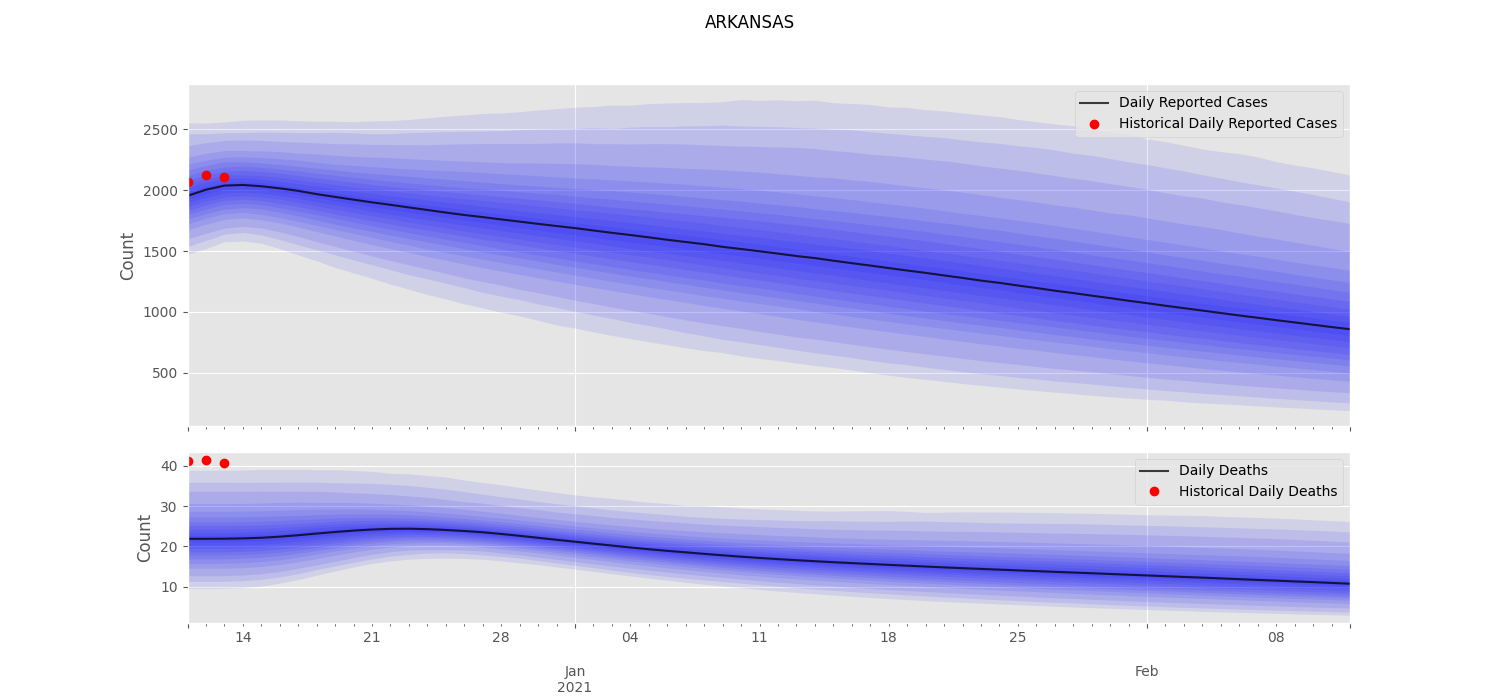 ARKANSAS
Daily Reported Cases
Historical Daily Reported Cases
2500
2000
1500
1000
500
Count
Daily Deaths
Historical Daily Deaths
40
30
20
10
Count
14 21 28 04 11 18 25 08
Jan Feb
2021